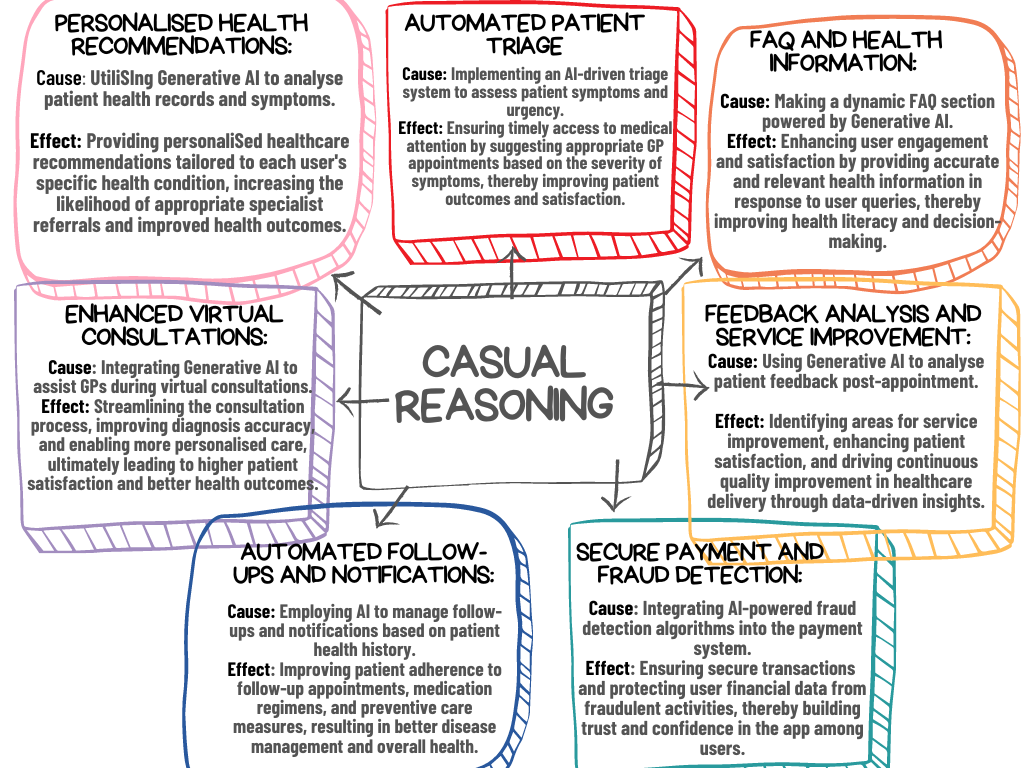 PERSONALISED HEALTH
RECOMMENDATIONS:
Cause: UtiliSIng Generative AI to analyse
patient health records and symptoms.
Effect: Providing personaliSed healthcare
recommendations tailored to each user's
specific health condition, increasing the
likelihood of appropriate specialist
referrals and improved health outcomes.
AUTOMATED PATIENT
TRIAGE
Cause: Implementing an AI-driven triage
system to assess patient symptoms and
urgency.
Effect: Ensuring timely access to medical
attention by suggesting appropriate GP
appointments based on the severity of
symptoms, thereby improving patient
outcomes and satisfaction.
FAQ AND HEALTH
INFORMATION:
Cause: Making a dynamic FAQ section
powered by Generative AI.
Effect: Enhancing user engagement
and satisfaction by providing accurate
and relevant health information in
response to user queries, thereby
improving health literacy and decision-
making.
ENHANCED VIRTUAL
CONSULTATIONS:
Cause: Integrating Generative AI to
assist GPs during virtual consultations.
Effect: Streamlining the consultation
process, improving diagnosis accuracy,
and enabling more personalised care,
ultimately leading to higher patient
satisfaction and better health outcomes.
CASUAL
REASONING
FEEDBACK ANALYSIS AND
SERVICE IMPROVEMENT:
Cause: Using Generative AI to analyse
patient feedback post-appointment.
Effect: Identifying areas for service
improvement, enhancing patient
satisfaction, and driving continuous
quality improvement in healthcare
delivery through data-driven insights.
AUTOMATED FOLLOW-
UPS AND NOTIFICATIONS:
Cause: Employing AI to manage follow-
ups and notifications based on patient
health history.
Effect: Improving patient adherence to
follow-up appointments, medication
regimens, and preventive care
measures, resulting in better disease
management and overall health.
SECURE PAYMENT AND
FRAUD DETECTION:
Cause: Integrating AI-powered fraud
detection algorithms into the payment
system.
Effect: Ensuring secure transactions
and protecting user financial data from
fraudulent activities, thereby building
trust and confidence in the app among
users.